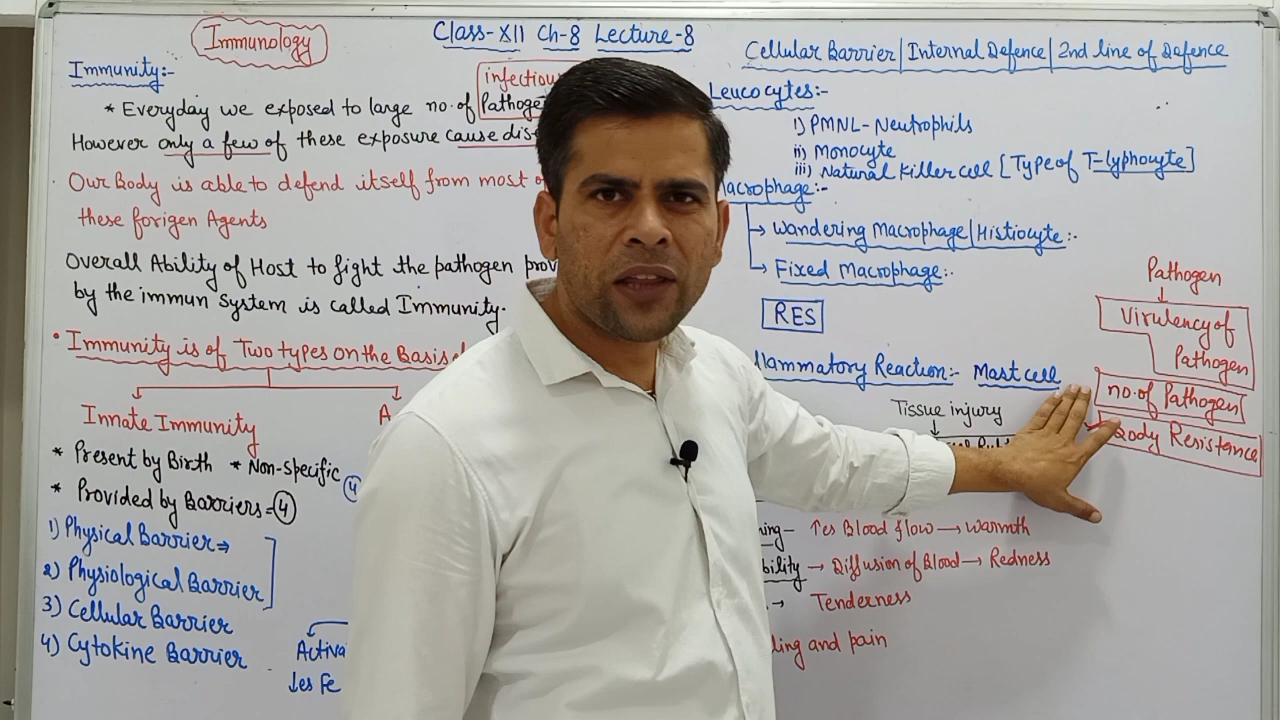 Immunology
Class-XII Ch-8 Lecture-8
Immunity:-
infectiou
* Everyday we exposed to large no. of Pathoge
However only a few of these exposure cause dis
Our Body is able to defend itself from most o
these forigen Agents
Overall Ability of Host to fight the pathogen prov
by the immun System is called Immunity.
• Immunity is of Two types on the Basis
Innate Immunity
A
* Present by Birth * Non-specific
* Provided by Barriers=④
④
1) Physical Barrier⇒
2) Physiological Barrier
3) Cellular Barrier
4) Cytokine Barrier
Activa
↓es Fe
Cellular Barrier | Internal Defence | 2nd line of Defence
Leucocytes:-
i) PMNL-Neutrophils
ii) Monocyte
iii) Natural Killer cell [Type of T-lyphocyte]
acrophage:-
→ Wandering Macrophage | Histiocyte:-
→ Fixed Macrophage:-
RES
flammatory Reaction:- Mast cell
Tissue injury
ning- ↑es Blood flow → warmth
bility → Diffusion of Blood → Redness
→ Tenderness
ling and pain
Pathogen
Virulency of
Pathogen
no. of Pathogen
Body Resistance